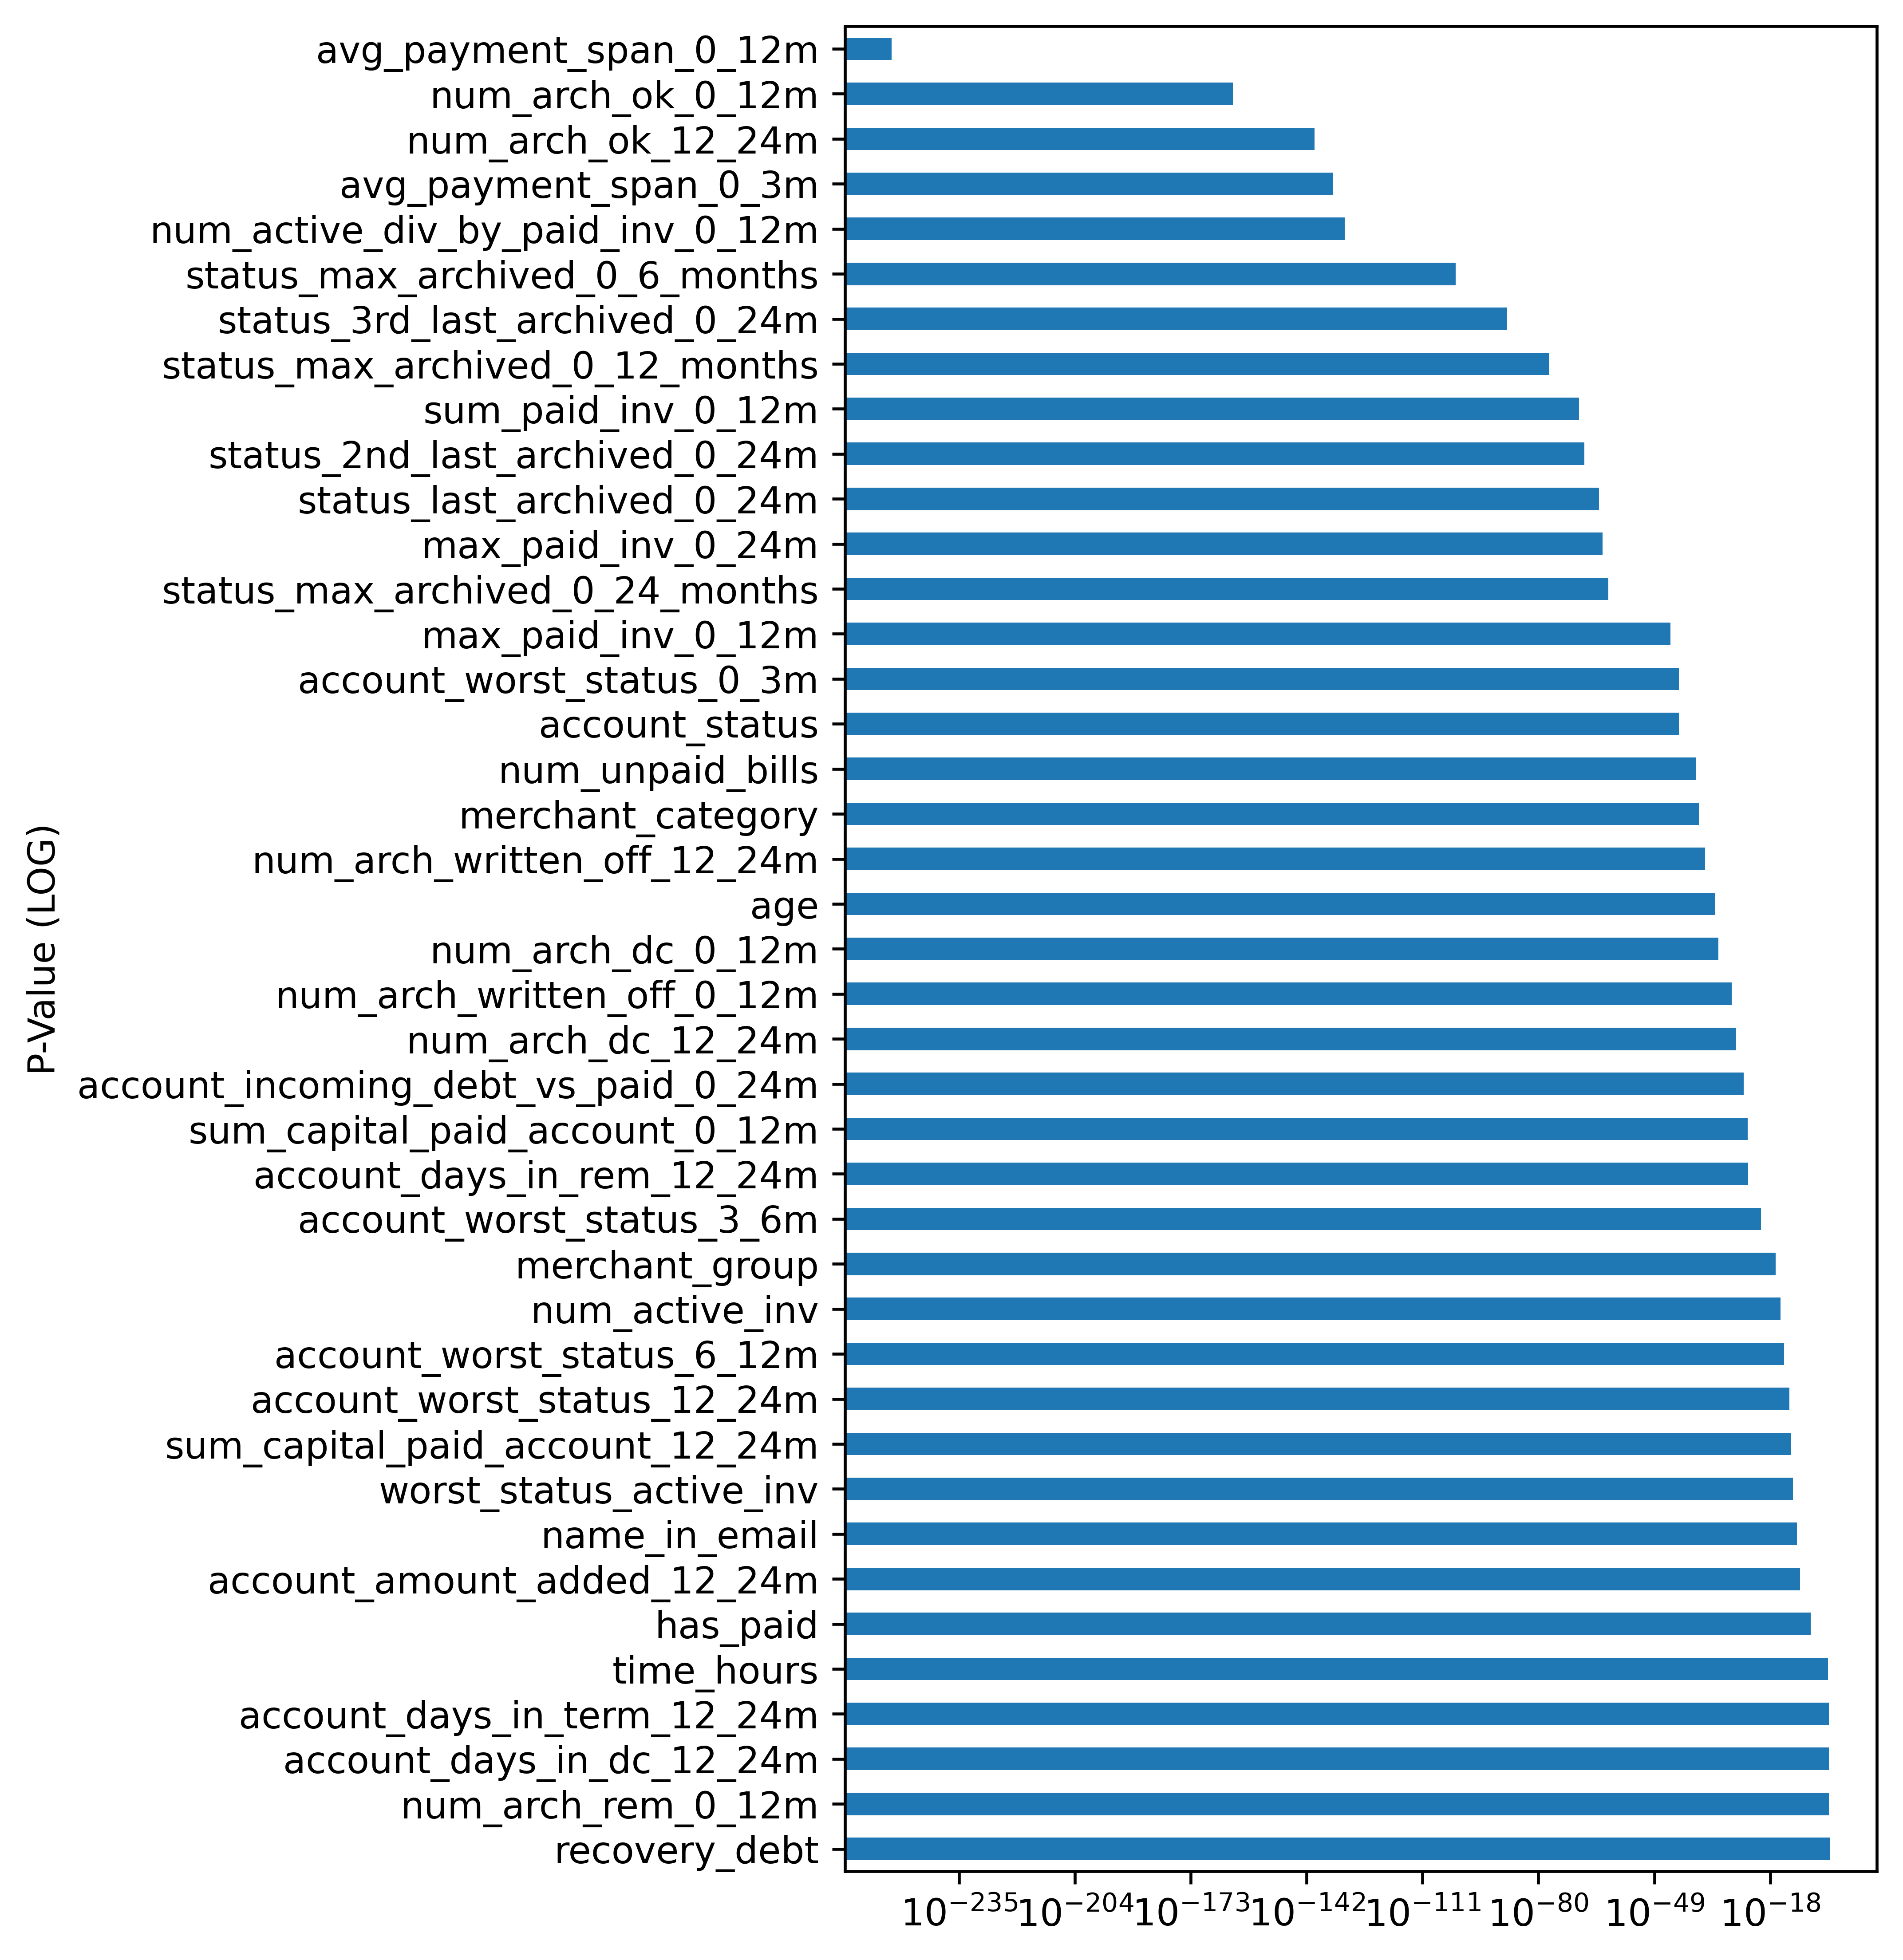 P-Value (LOG)
avg_payment_span_0_12m
num_arch_ok_0_12m
num_arch_ok_12_24m
avg_payment_span_0_3m
num_active_div_by_paid_inv_0_12m
status_max_archived_0_6_months
status_3rd_last_archived_0_24m
status_max_archived_0_12_months
sum_paid_inv_0_12m
status_2nd_last_archived_0_24m
status_last_archived_0_24m
max_paid_inv_0_24m
status_max_archived_0_24_months
max_paid_inv_0_12m
account_worst_status_0_3m
account_status
num_unpaid_bills
merchant_category
num_arch_written_off_12_24m
age
num_arch_dc_0_12m
num_arch_written_off_0_12m
num_arch_dc_12_24m
account_incoming_debt_vs_paid_0_24m
sum_capital_paid_account_0_12m
account_days_in_rem_12_24m
account_worst_status_3_6m
merchant_group
num_active_inv
account_worst_status_6_12m
account_worst_status_12_24m
sum_capital_paid_account_12_24m
worst_status_active_inv
name_in_email
account_amount_added_12_24m
has_paid
time_hours
account_days_in_term_12_24m
account_days_in_dc_12_24m
num_arch_rem_0_12m
recovery_debt
10⁻²³⁵ 10⁻²⁰⁴ 10⁻¹⁷³ 10⁻¹⁴² 10⁻¹¹¹ 10⁻⁸⁰ 10⁻⁴⁹ 10⁻¹⁸